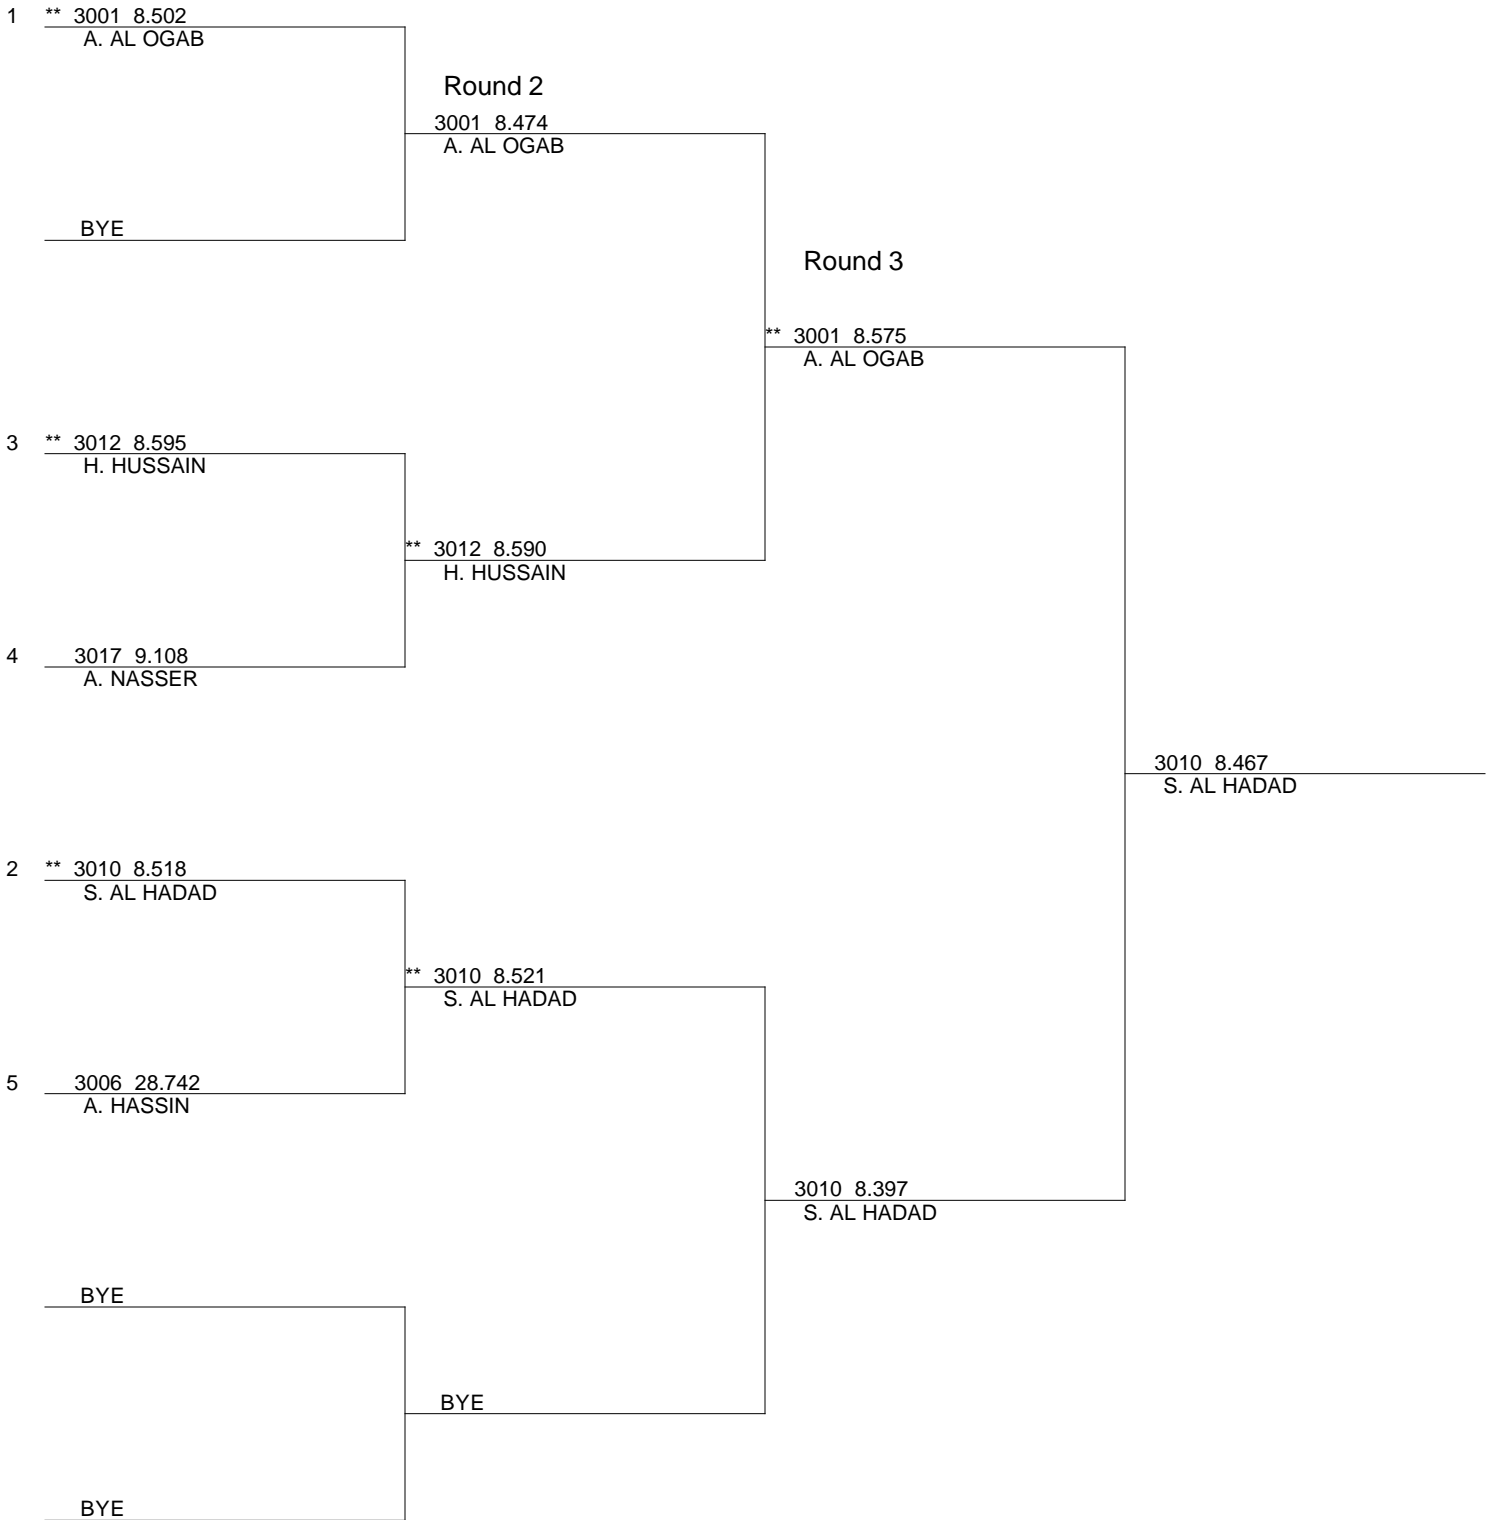 1 ** 3001 8.502
A. AL OGAB
Round 2
3001 8.474
A. AL OGAB
BYE
Round 3
** 3001 8.575
A. AL OGAB
3 ** 3012 8.595
H. HUSSAIN
** 3012 8.590
H. HUSSAIN
4 3017 9.108
A. NASSER
3010 8.467
S. AL HADAD
2 ** 3010 8.518
S. AL HADAD
** 3010 8.521
S. AL HADAD
5 3006 28.742
A. HASSIN
3010 8.397
S. AL HADAD
BYE
BYE
BYE